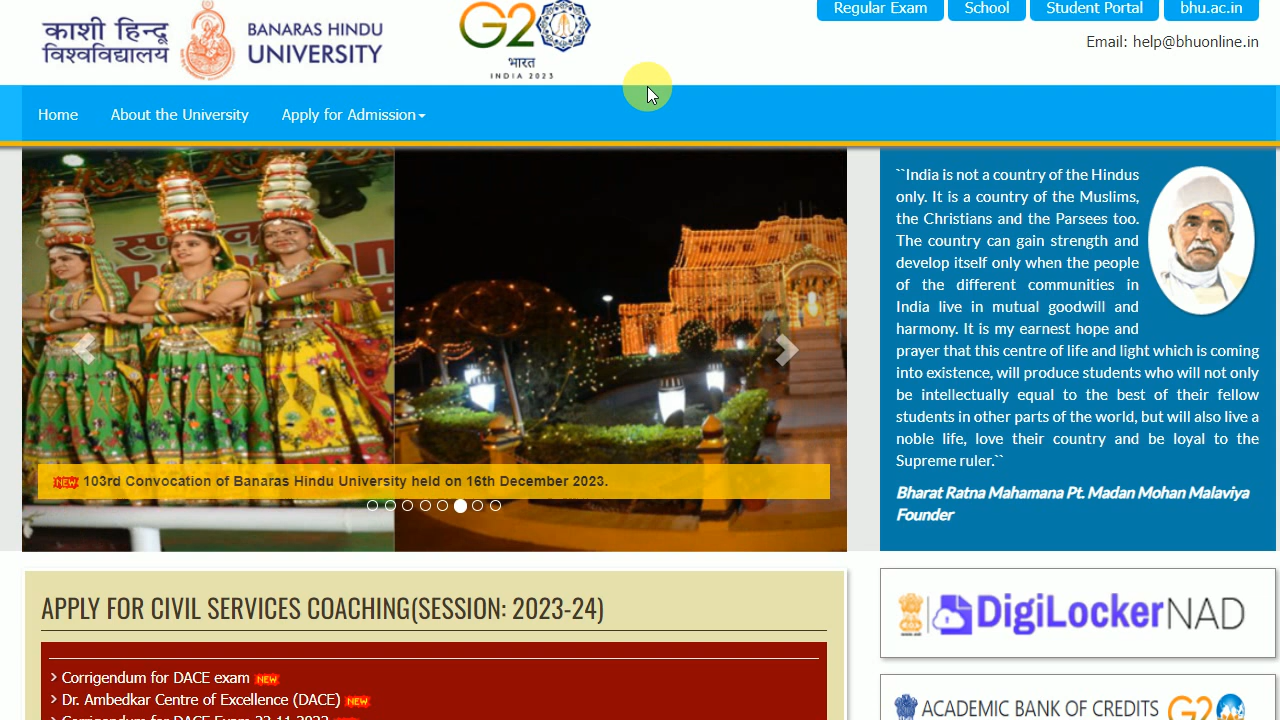 Regular Exam
School
Student Portal
bhu.ac.in
काशी हिन्दू
विश्वविद्यालय
BANARAS HINDU
UNIVERSITY
G2
भारत
INDIA 2023
Email: help@bhuonline.in
Home
About the University
Apply for Admission
``India is not a country of the Hindus
only. It is a country of the Muslims,
the Christians and the Parsees too.
The country can gain strength and
develop itself only when the people
of the different communities in
India live in mutual goodwill and
harmony. It is my earnest hope and
prayer that this centre of life and light which is coming
into existence, will produce students who will not only
be intellectually equal to the best of their fellow
students in other parts of the world, but will also live a
noble life, love their country and be loyal to the
Supreme ruler.``
Bharat Ratna Mahamana Pt. Madan Mohan Malaviya
Founder
NEW 103rd Convocation of Banaras Hindu University held on 16th December 2023.
APPLY FOR CIVIL SERVICES COACHING(SESSION: 2023-24)
Corrigendum for DACE exam NEW
Dr. Ambedkar Centre of Excellence (DACE) NEW
Corrigendum for DACE Exam 23.11.2023
DigiLocker NAD
ACADEMIC BANK OF CREDITS
G2